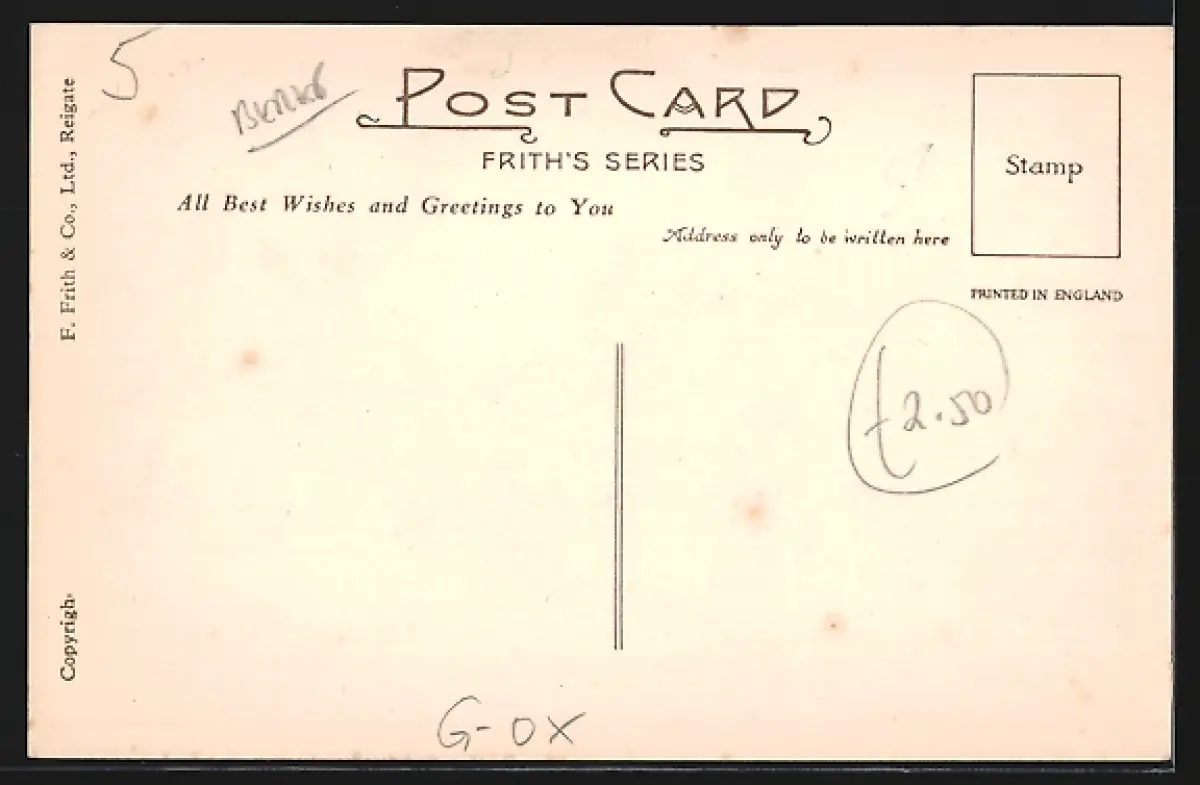 5
POST CARD
FRITH'S SERIES
All Best Wishes and Greetings to You
Address only to be written here
Stamp
PRINTED IN ENGLAND
F. Frith & Co., Ltd., Reigate
Copyrigh
£2.50
G-OX